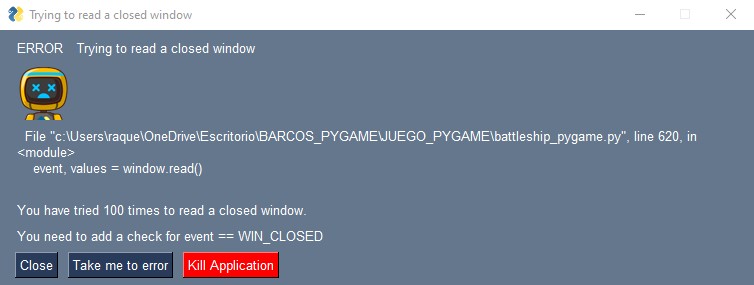 Trying to read a closed window
ERROR Trying to read a closed window
File "c:\Users\raque\OneDrive\Escritorio\BARCOS_PYGAME\JUEGO_PYGAME\battleship_pygame.py", line 620, in
<module>
event, values = window.read()
You have tried 100 times to read a closed window.
You need to add a check for event == WIN_CLOSED
Close Take me to error Kill Application